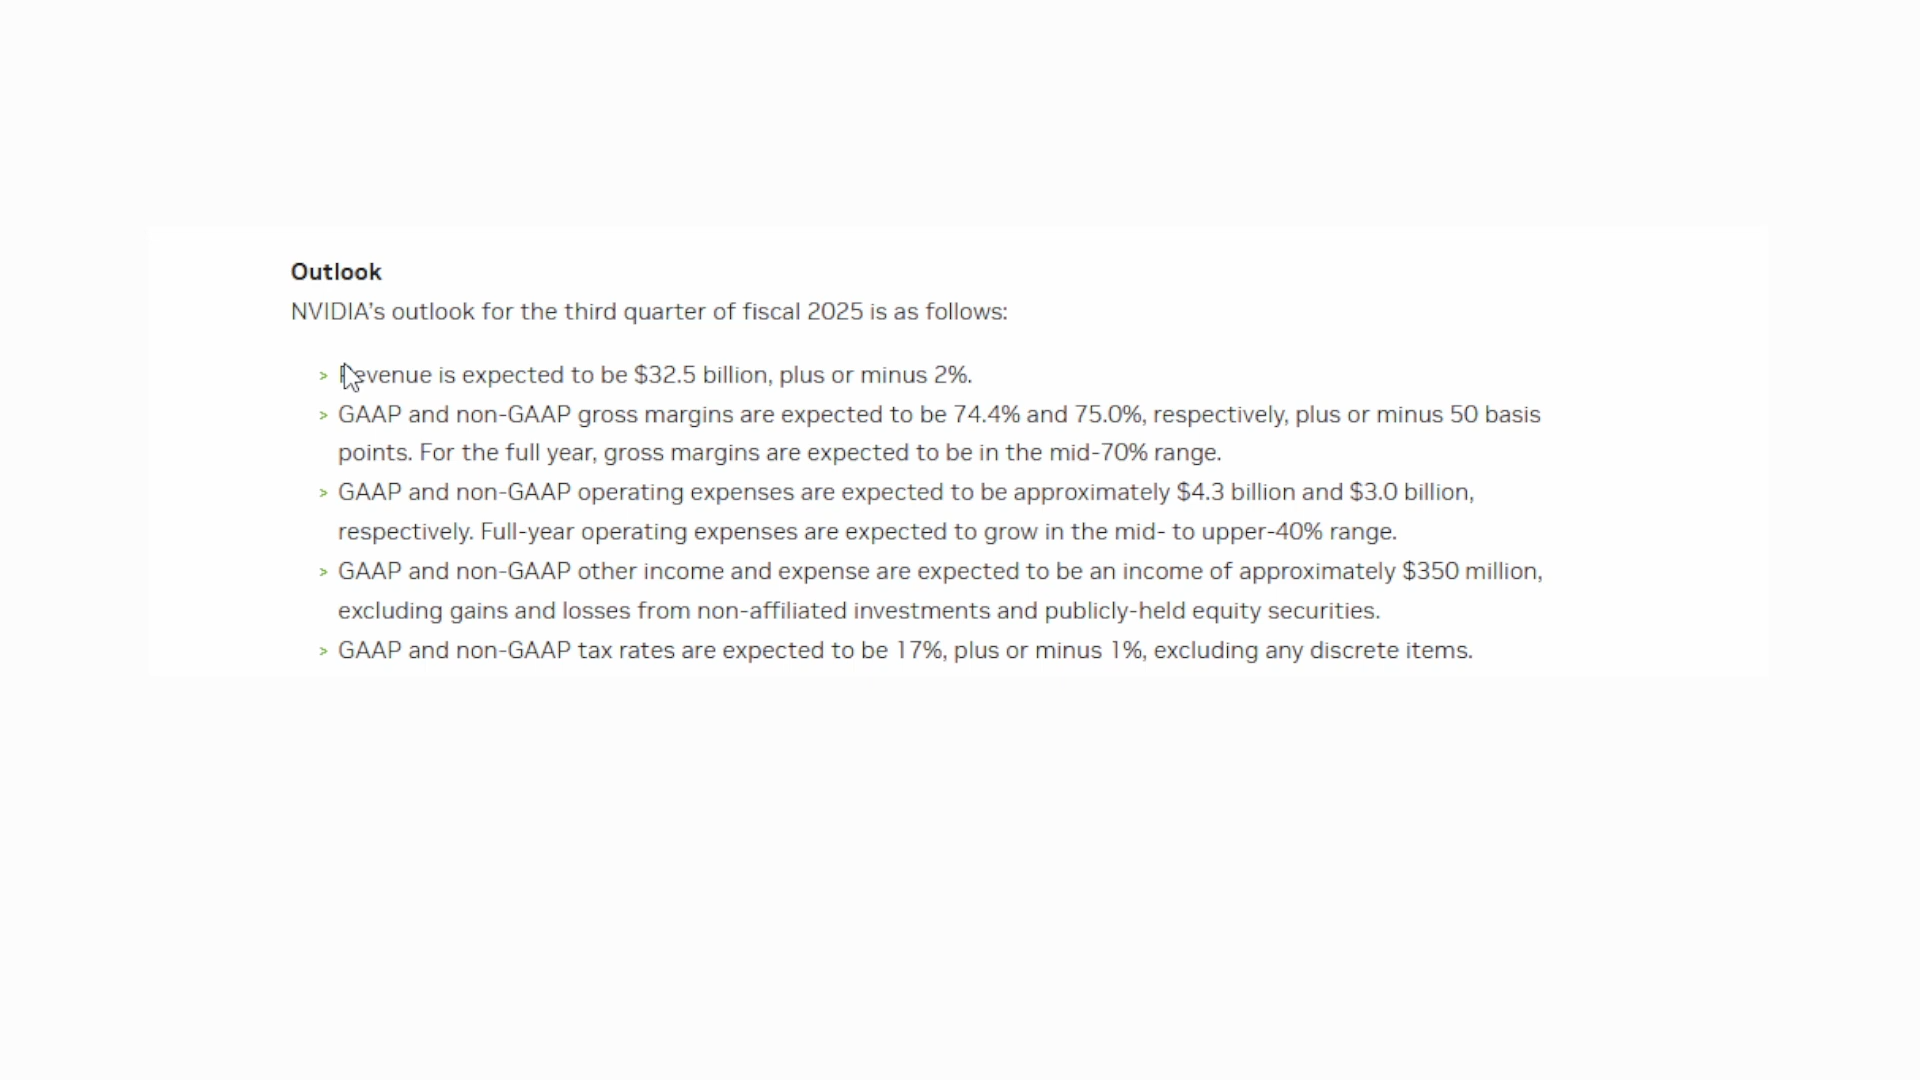 Outlook
NVIDIA's outlook for the third quarter of fiscal 2025 is as follows:
> Revenue is expected to be $32.5 billion, plus or minus 2%.
> GAAP and non-GAAP gross margins are expected to be 74.4% and 75.0%, respectively, plus or minus 50 basis
points. For the full year, gross margins are expected to be in the mid-70% range.
> GAAP and non-GAAP operating expenses are expected to be approximately $4.3 billion and $3.0 billion,
respectively. Full-year operating expenses are expected to grow in the mid- to upper-40% range.
> GAAP and non-GAAP other income and expense are expected to be an income of approximately $350 million,
excluding gains and losses from non-affiliated investments and publicly-held equity securities.
> GAAP and non-GAAP tax rates are expected to be 17%, plus or minus 1%, excluding any discrete items.